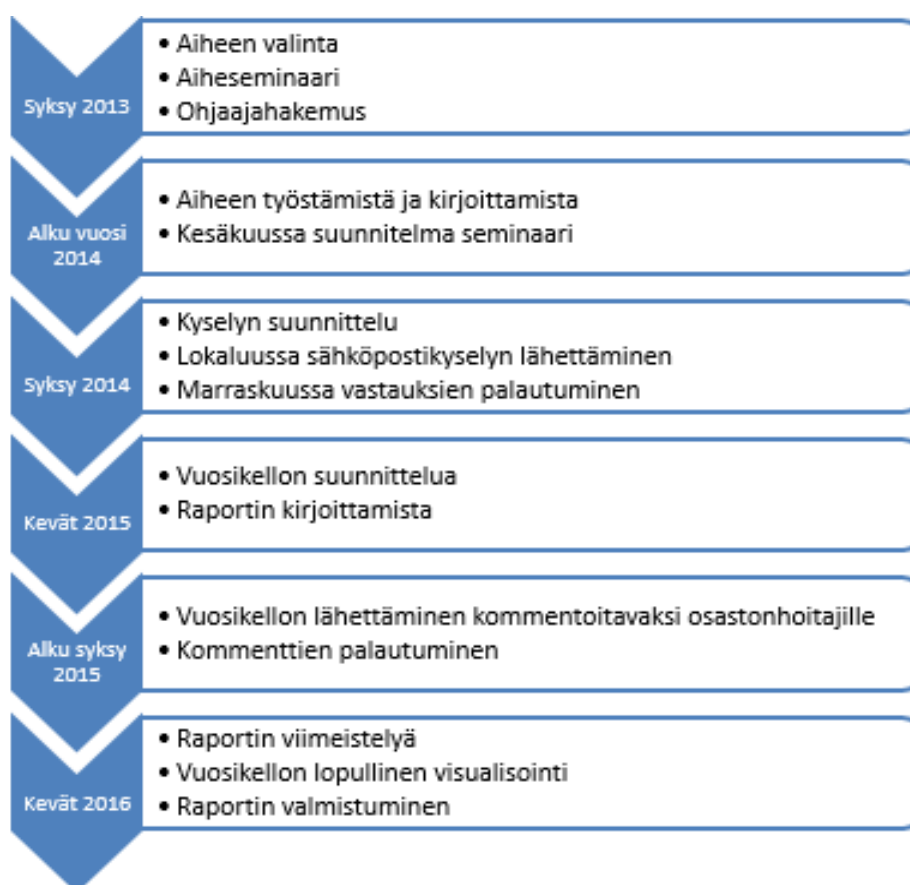 Syksy 2013
• Aiheen valinta
• Aiheseminaari
• Ohjaajahakemus
Alku vuosi
2014
• Aiheen työstämistä ja kirjoittamista
• Kesäkuussa suunnitelma seminaari
Syksy 2014
• Kyselyn suunnittelu
• Lokaluussa sähköpostikyselyn lähettäminen
• Marraskuussa vastauksien palautuminen
Kevät 2015
• Vuosikellon suunnittelua
• Raportin kirjoittamista
Alku syksy
2015
• Vuosikellon lähettäminen kommentoitavaksi osastonhoitajille
• Kommenttien palautuminen
Kevät 2016
• Raportin viimeistelyä
• Vuosikellon lopullinen visualisointi
• Raportin valmistuminen